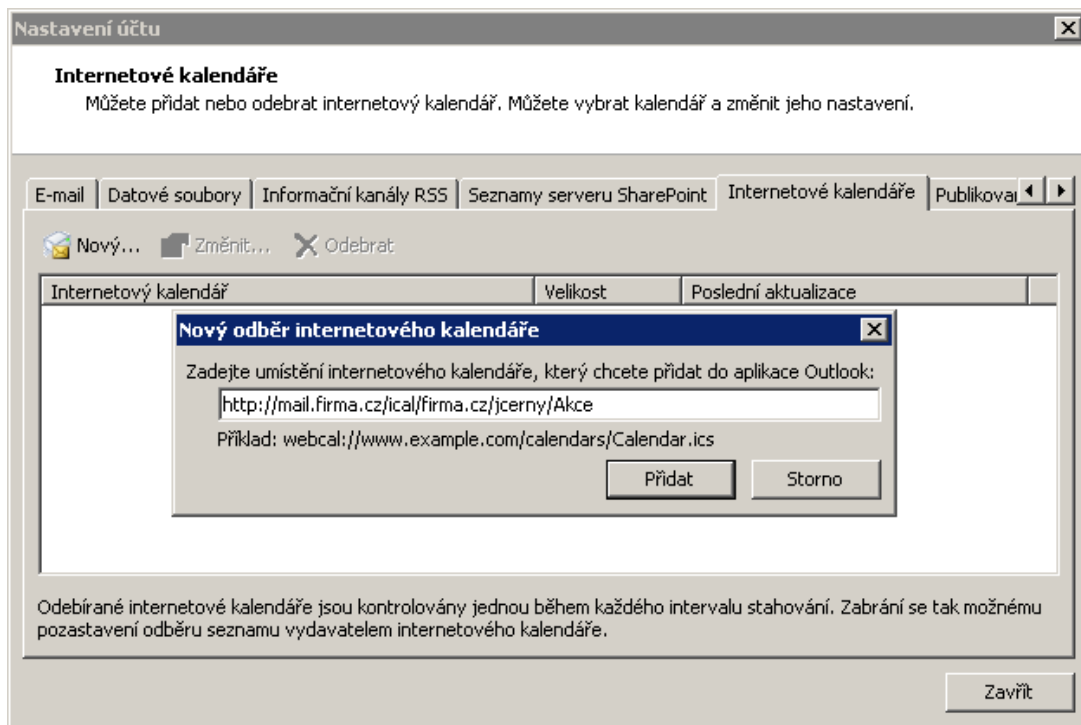 Nastavení účtu
Internetové kalendáře
Můžete přidat nebo odebrat internetový kalendář. Můžete vybrat kalendář a změnit jeho nastavení.
E-mail Datové soubory Informační kanály RSS Seznamy serveru SharePoint Internetové kalendáře
Nový... Změnit... Odebrat
Internetový kalendář Velikost Poslední aktualizace
Nový odběr internetového kalendáře
Zadejte umístění internetového kalendáře, který chcete přidat do aplikace Outlook:
http://mail.firma.cz/ical/firma.cz/jcerny/Akce
Příklad: webcal://www.example.com/calendars/Calendar.ics
Přidat Storno
Odebírané internetové kalendáře jsou kontrolovány jednou během každého intervalu stahování. Zabrání se tak možnému
pozastavení odběru seznamu vydavatelem internetového kalendáře.
Zavřít